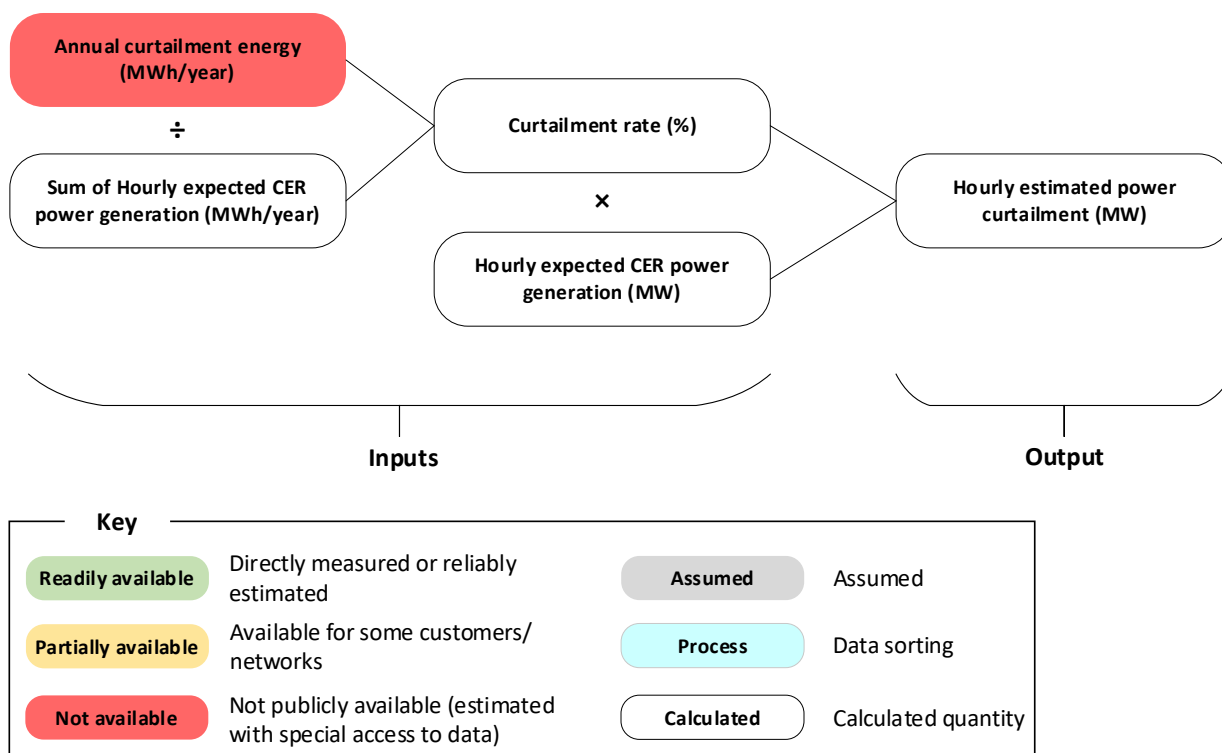 Annual curtailment energy
(MWh/year)
÷
Sum of Hourly expected CER
power generation (MWh/year)
Curtailment rate (%)
×
Hourly expected CER power
generation (MW)
Hourly estimated power
curtailment (MW)
Inputs
Output
Key
Readily available
Directly measured or reliably
estimated
Partially available
Available for some customers/
networks
Not available
Not publicly available (estimated
with special access to data)
Assumed
Assumed
Process
Data sorting
Calculated
Calculated quantity